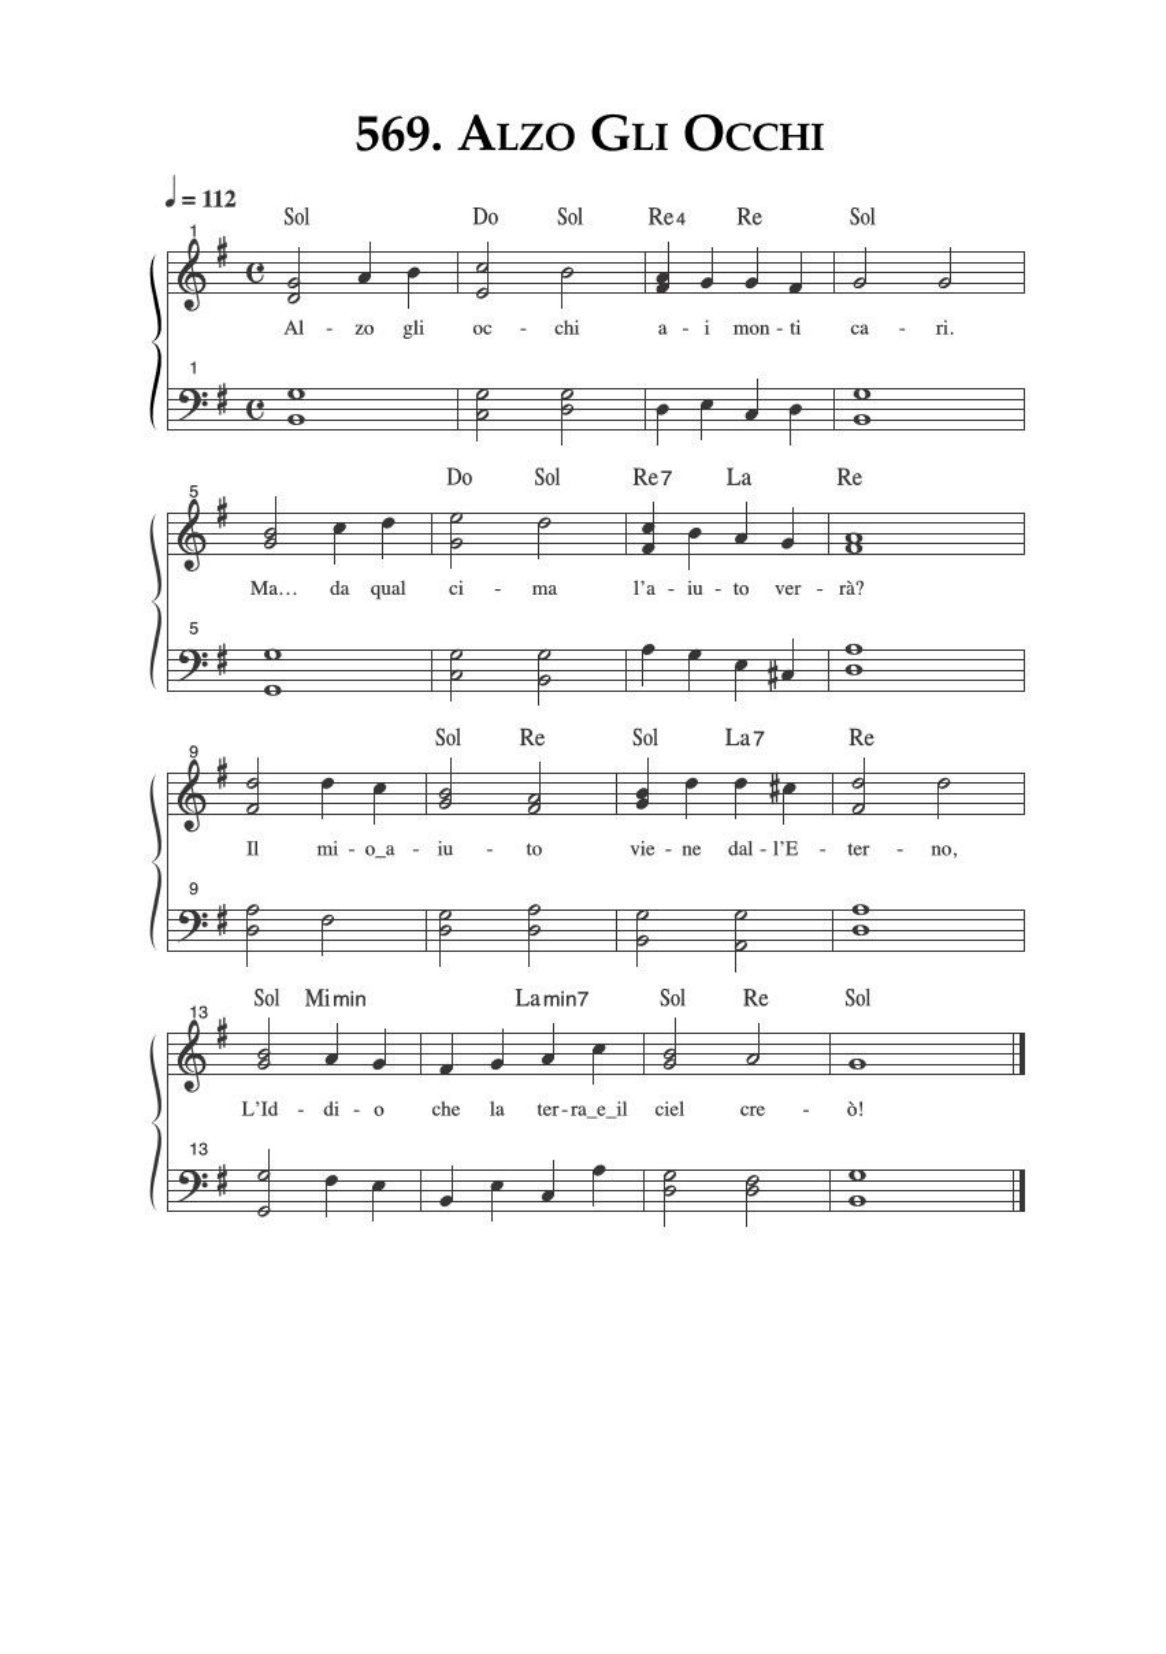 569. ALZO GLI OCCHI
= 112
Sol Do Sol Re4 Re Sol
1
Al - zo gli oc - chi a - i mon - ti ca - ri.
1
Do Sol Re7 La Re
5
Ma... da qual ci - ma l'a - iu - to ver - rà?
5
Sol Re Sol La7 Re
9
Il mi - o_a - iu - to vie - ne dal - l'E - ter - no,
9
Sol Mimin Lamin7 Sol Re Sol
13
L'Id - di - o che la ter - ra_e_il ciel cre - ò!
13